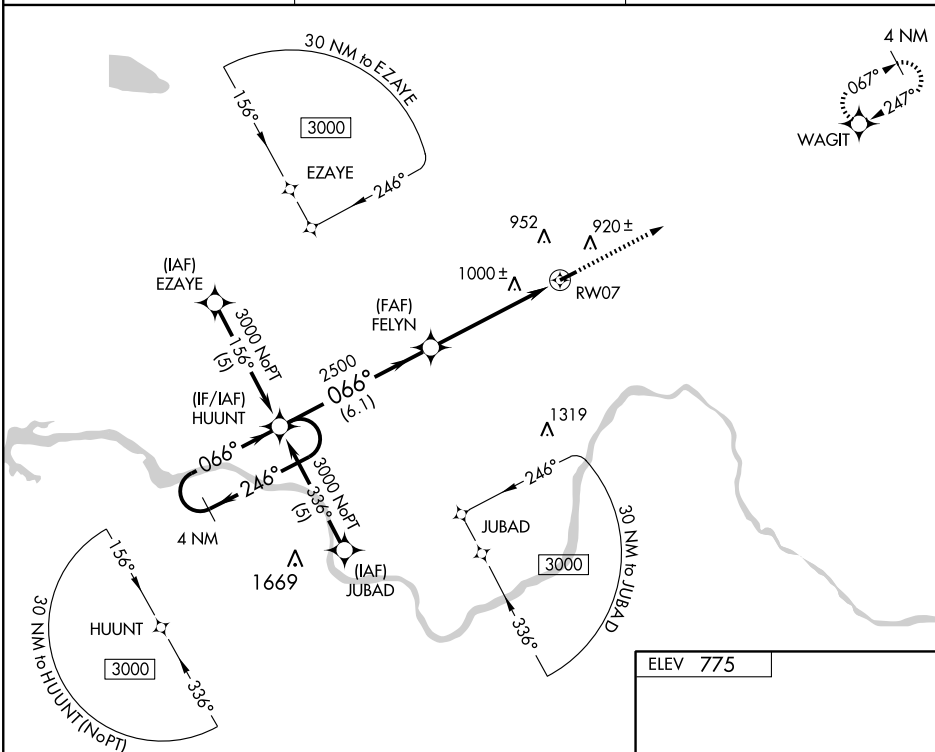 4 NM
067°
247°
WAGIT
30 NM to EZAYE
156°
3000
EZAYE
246°
952
920 ±
1000 ±
RW07
(IAF)
EZAYE
3000 NoPT
156°
(5)
(FAF)
FELYN
2500
066°
(6.1)
(IF/IAF)
HUUNT
066°
246°
4 NM
3000 NoPT
336°
(5)
(IAF)
JUBAD
1669
1319
246°
JUBAD
3000
336°
30 NM to JUBAD
156°
HUUNT
3000
336°
30 NM to HUUNT (NoPT)
ELEV 775